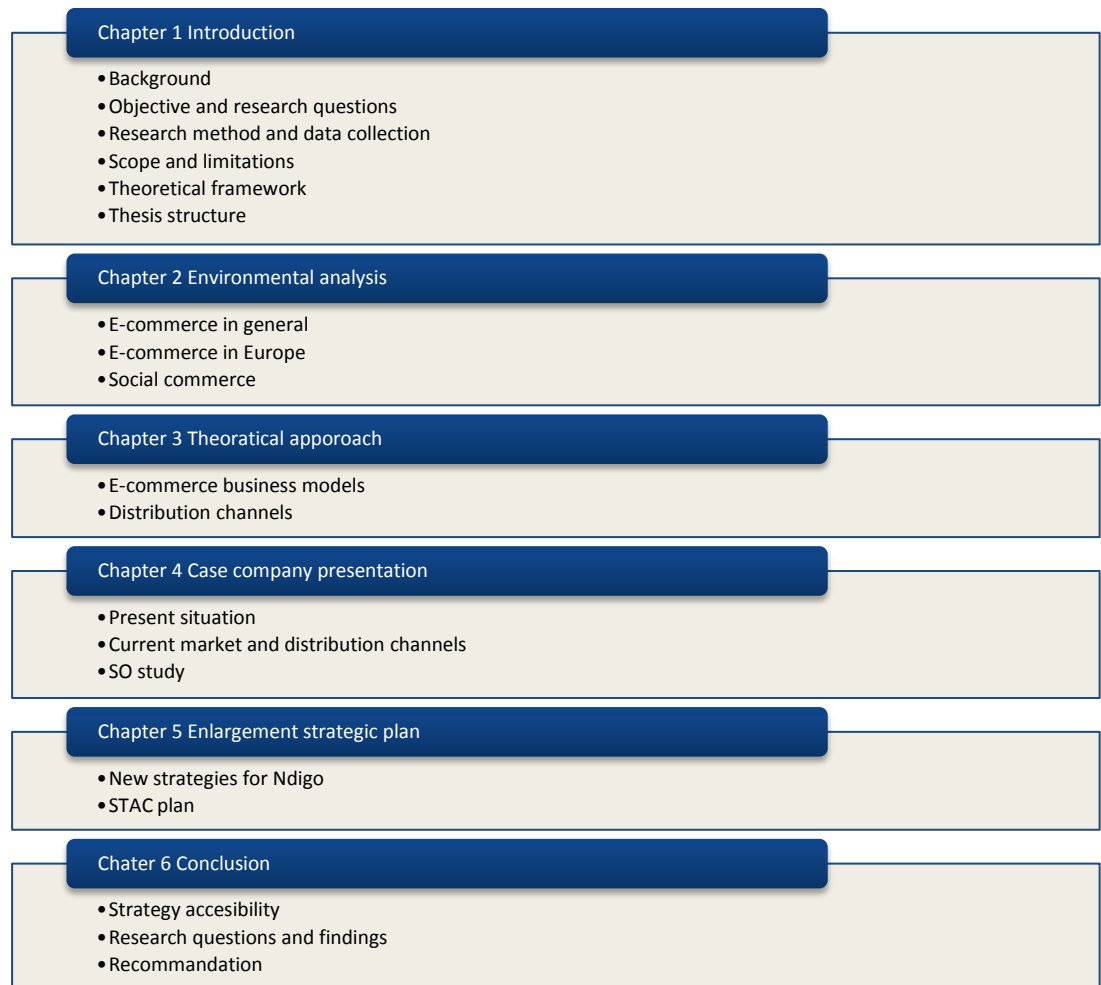 Chapter 1 Introduction
•Background
•Objective and research questions
•Research method and data collection
•Scope and limitations
•Theoretical framework
•Thesis structure
Chapter 2 Environmental analysis
•E-commerce in general
•E-commerce in Europe
•Social commerce
Chapter 3 Theoratical apporoach
•E-commerce business models
•Distribution channels
Chapter 4 Case company presentation
•Present situation
•Current market and distribution channels
•SO study
Chapter 5 Enlargement strategic plan
•New strategies for Ndigo
•STAC plan
Chater 6 Conclusion
•Strategy accesibility
•Research questions and findings
•Recommandation